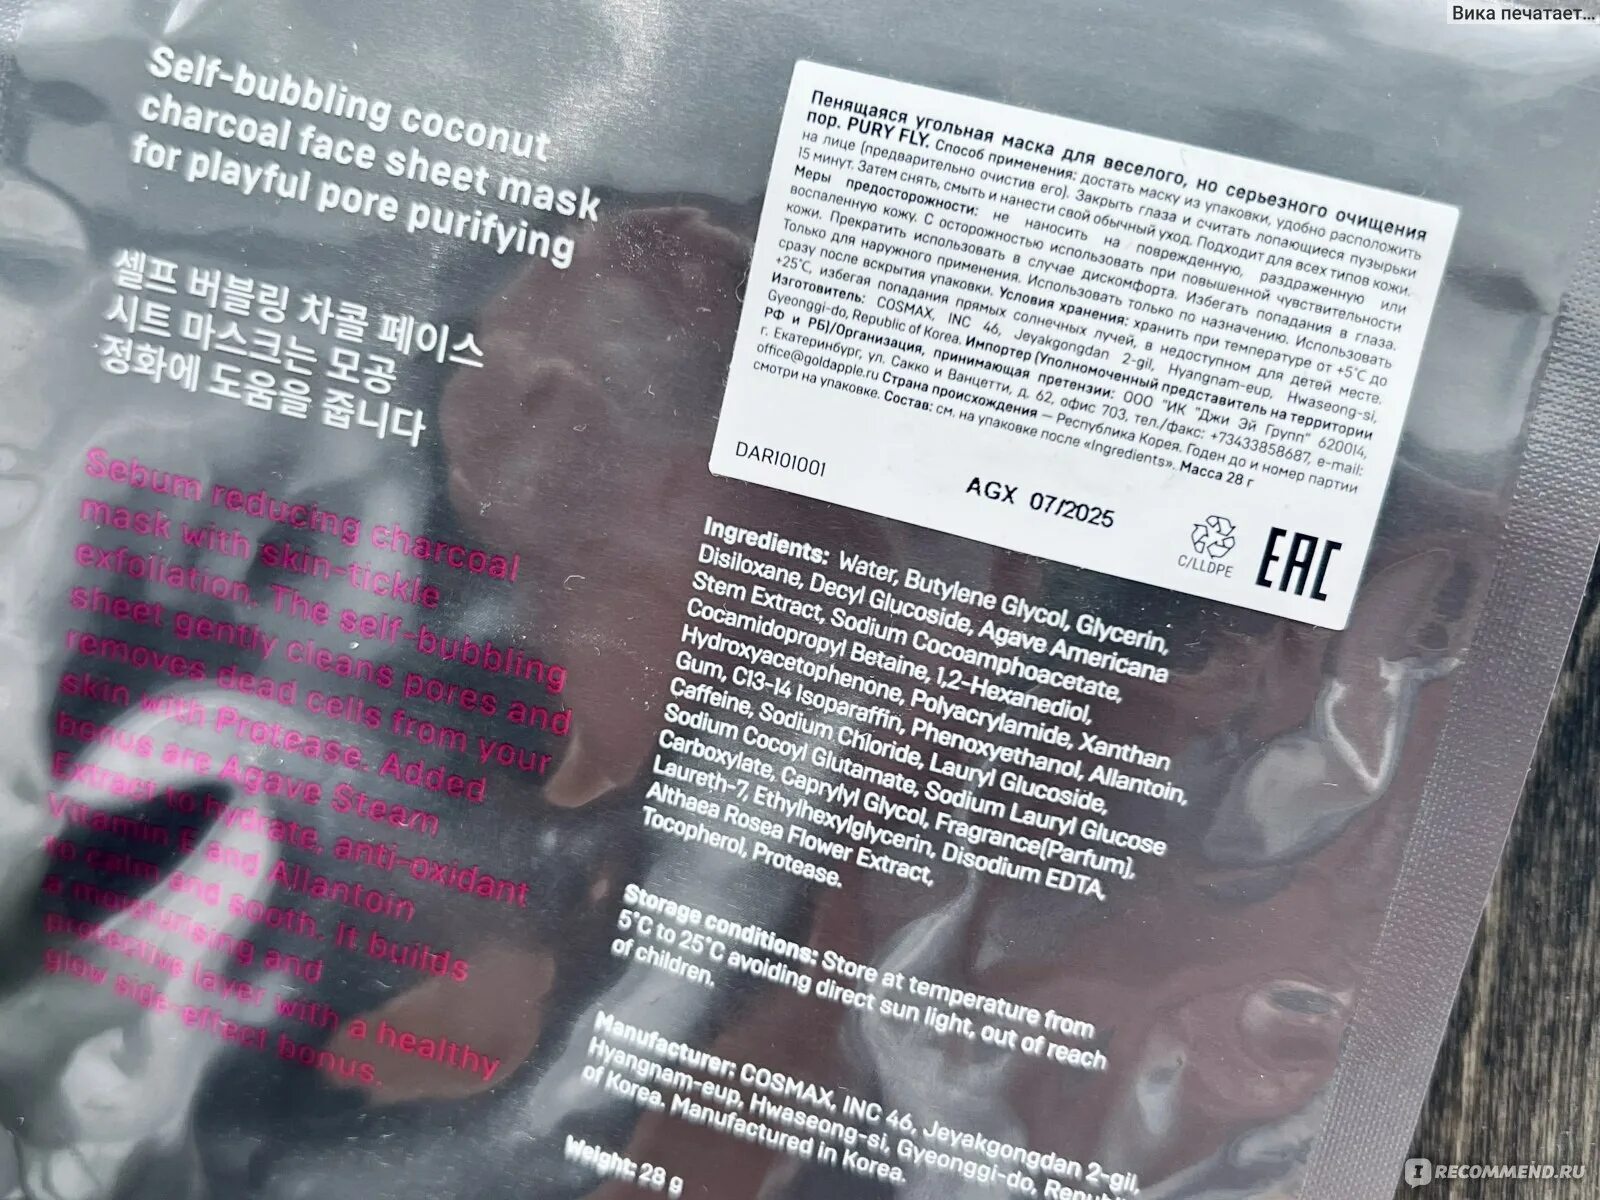 Вика печатает...
Self-bubbling coconut
charcoal face sheet mask
for playful pore purifying
셀프 버블링 차콜 페이스
시트 마스크는 모공
정화에 도움을 줍니다
Sebum reducing charcoal
mask with skin-tickle
exfoliation. The self-bubbling
sheet gently cleans pores and
removes dead cells from your
skin with Protease. Added
bonus are Agave Steam
Extract to hydrate, anti-oxidant
Vitamin E and Allantoin
to calm and sooth. It builds
a moisturising and
protective layer with a healthy
glow side-effect bonus.
Пенящаяся угольная маска для веселого, но серьезного очищения
пор. PURY FLY. Способ применения: достать маску из упаковки, удобно расположить
на лице (предварительно очистив его). Закрыть глаза и считать лопающиеся пузырьки
15 минут. Затем снять, смыть и нанести свой обычный уход. Подходит для всех типов кожи.
Меры предосторожности: не наносить на поврежденную, раздраженную или
воспаленную кожу. С осторожностью использовать при повышенной чувствительности
кожи. Прекратить использовать в случае дискомфорта. Избегать попадания в глаза.
Только для наружного применения. Использовать только по назначению. Использовать
сразу после вскрытия упаковки. Условия хранения: хранить при температуре от +5°C до
+25°C, избегая попадания прямых солнечных лучей, в недоступном для детей месте.
Изготовитель: COSMAX, INC 46, Jeyakgongdan 2-gil, Hyangnam-eup, Hwaseong-si,
Gyeonggi-do, Republic of Korea. Импортер (Уполномоченный представитель на территории
РФ и РБ)/Организация, принимающая претензии: ООО "ИК "Джи Эй Групп" 620014,
г. Екатеринбург, ул. Сакко и Ванцетти, д. 62, офис 703, тел./факс: +73433858687, e-mail:
office@goldapple.ru Страна происхождения — Республика Корея. Годен до и номер партии
смотри на упаковке. Состав: см. на упаковке после «Ingredients». Масса 28 г
DAR101001
AGX 07/2025
C/LLDPE
EAC
Ingredients: Water, Butylene Glycol, Glycerin,
Disiloxane, Decyl Glucoside, Agave Americana
Stem Extract, Sodium Cocoamphoacetate,
Cocamidopropyl Betaine, 1,2-Hexanediol,
Hydroxyacetophenone, Polyacrylamide, Xanthan
Gum, C13-14 Isoparaffin, Phenoxyethanol, Allantoin,
Caffeine, Sodium Chloride, Lauryl Glucoside,
Sodium Cocoyl Glutamate, Sodium Lauryl Glucose
Carboxylate, Caprylyl Glycol, Fragrance(Parfum),
Laureth-7, Ethylhexylglycerin, Disodium EDTA,
Althaea Rosea Flower Extract,
Tocopherol, Protease.
Storage conditions: Store at temperature from
5°C to 25°C avoiding direct sun light, out of reach
of children.
Manufacturer: COSMAX, INC 46, Jeyakgongdan 2-gil,
Hyangnam-eup, Hwaseong-si, Gyeonggi-do, Republic
of Korea. Manufactured in Korea.
Weight: 28 g
IRECOMMEND.RU